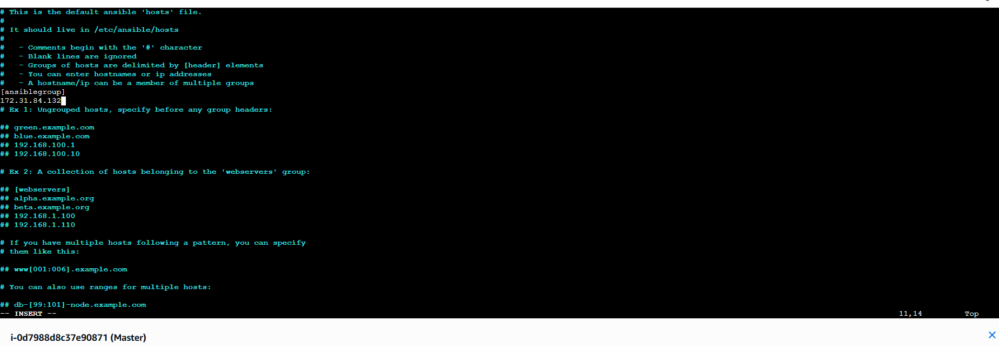 # This is the default ansible 'hosts' file.
#
# It should live in /etc/ansible/hosts
#
#   - Comments begin with the '#' character
#   - Blank lines are ignored
#   - Groups of hosts are delimited by [header] elements
#   - You can enter hostnames or ip addresses
#   - A hostname/ip can be a member of multiple groups
[ansiblegroup]
172.31.84.132
# Ex 1: Ungrouped hosts, specify before any group headers:
## green.example.com
## blue.example.com
## 192.168.100.1
## 192.168.100.10
# Ex 2: A collection of hosts belonging to the 'webservers' group:
## [webservers]
## alpha.example.org
## beta.example.org
## 192.168.1.100
## 192.168.1.110
# If you have multiple hosts following a pattern, you can specify
# them like this:
## www[001:006].example.com
# You can also use ranges for multiple hosts:
## db-[99:101]-node.example.com
-- INSERT -- 11,14 Top
i-0d7988d8c37e90871 (Master)